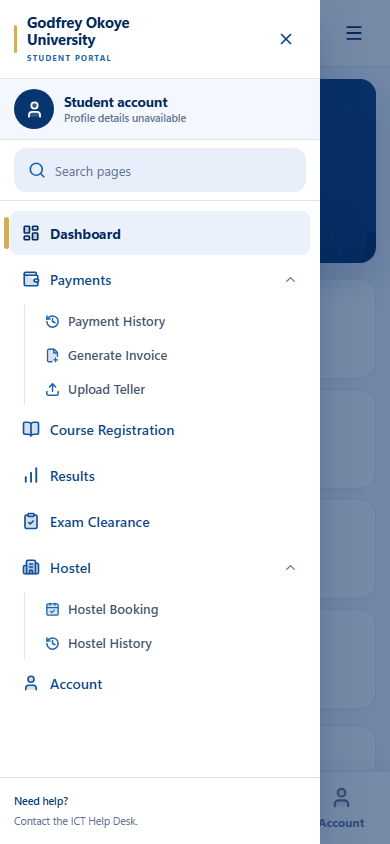 Godfrey Okoye
University
STUDENT PORTAL
Student account
Profile details unavailable
Search pages
Dashboard
Payments
Payment History
Generate Invoice
Upload Teller
Course Registration
Results
Exam Clearance
Hostel
Hostel Booking
Hostel History
Account
Need help?
Contact the ICT Help Desk.
Account